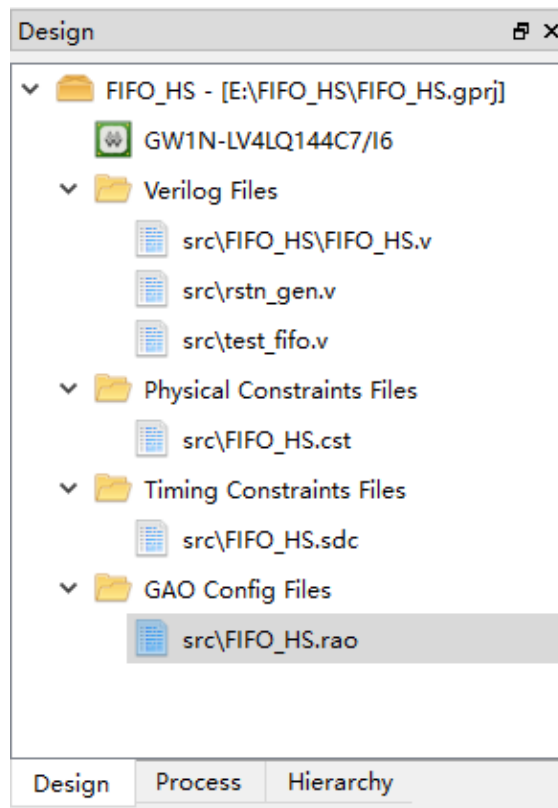 Design
FIFO_HS - [E:\FIFO_HS\FIFO_HS.gprj]
GW1N-LV4LQ144C7/I6
Verilog Files
src\FIFO_HS\FIFO_HS.v
src\rstn_gen.v
src\test_fifo.v
Physical Constraints Files
src\FIFO_HS.cst
Timing Constraints Files
src\FIFO_HS.sdc
GAO Config Files
src\FIFO_HS.rao
Design Process Hierarchy